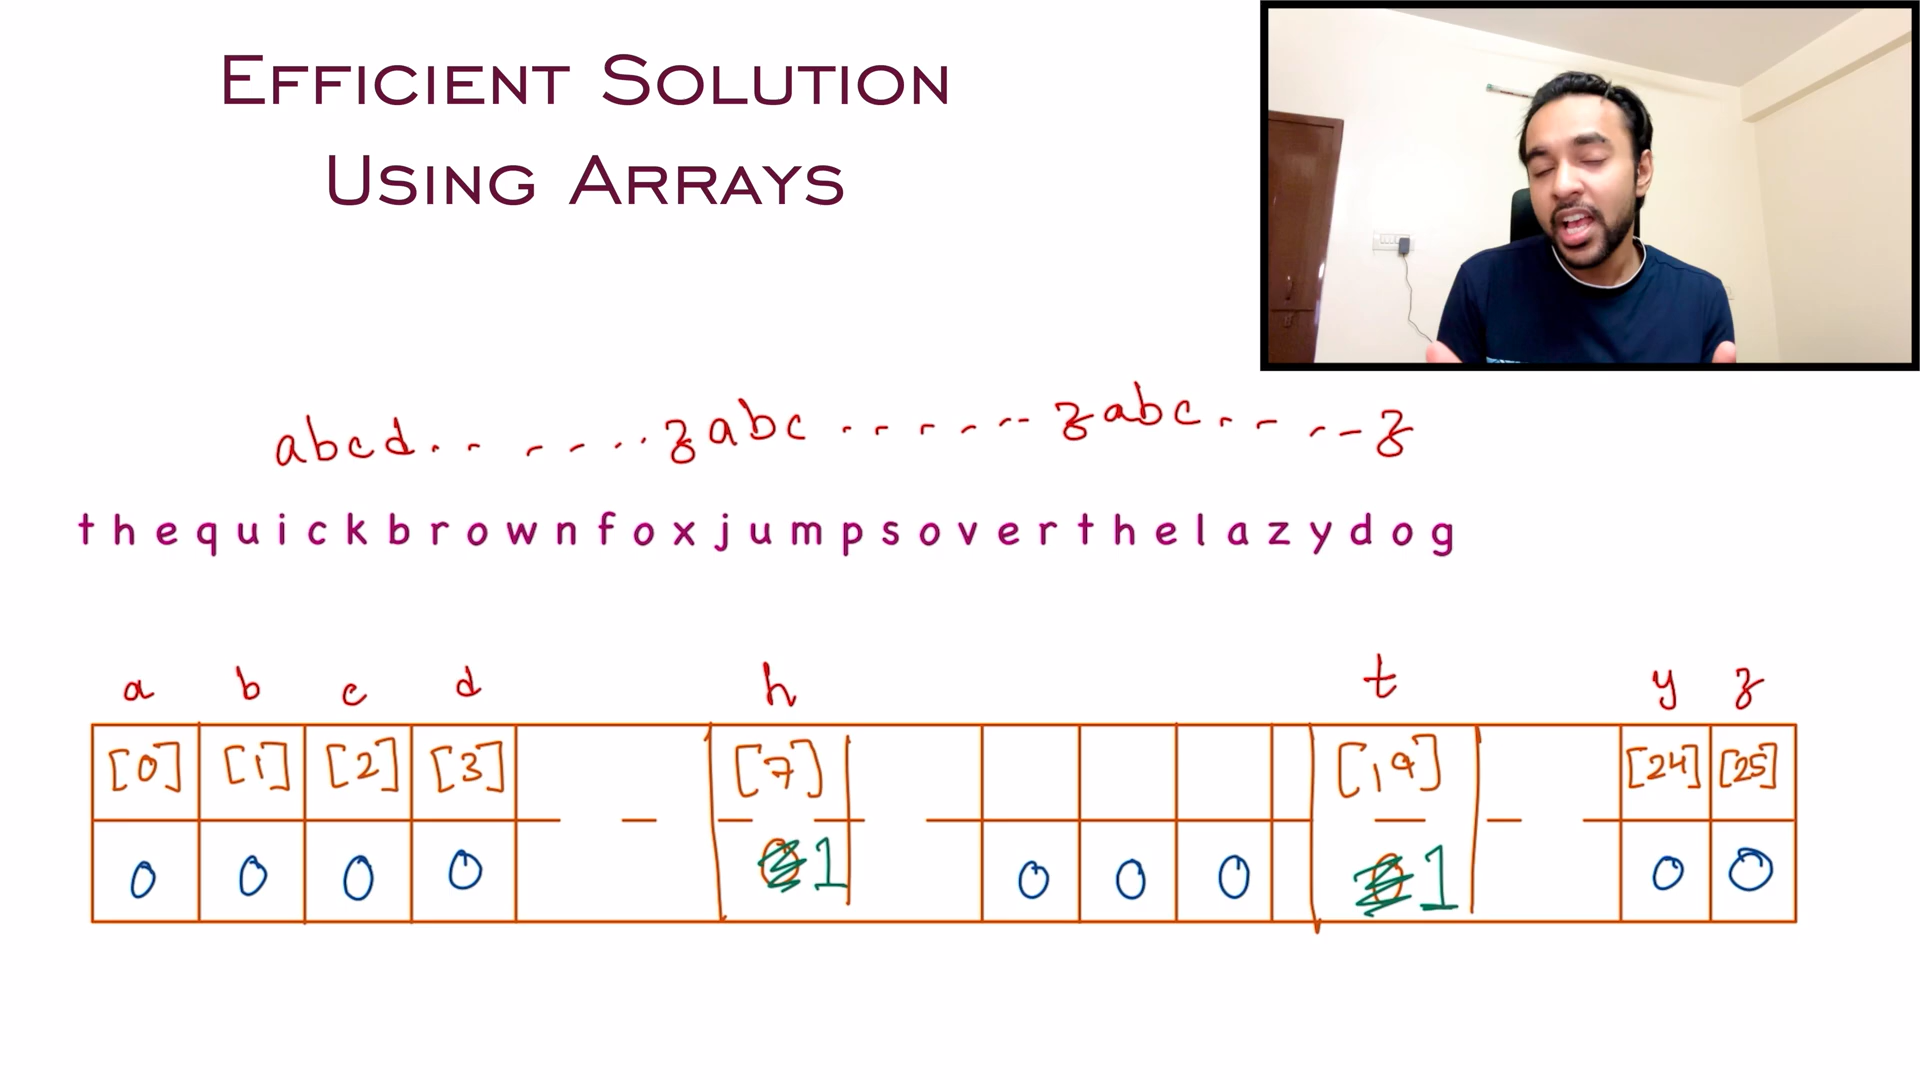 EFFICIENT SOLUTION
USING ARRAYS
abcd.. - - - - .. zabc . - - - - -- zabc. - - - - - z
thequickbrownfoxjumpsoverthelazydog
a b c d h t y z
[0] [1] [2] [3] [7] [19] [24] [25]
0 0 0 0 1 0 0 0 1 0 0